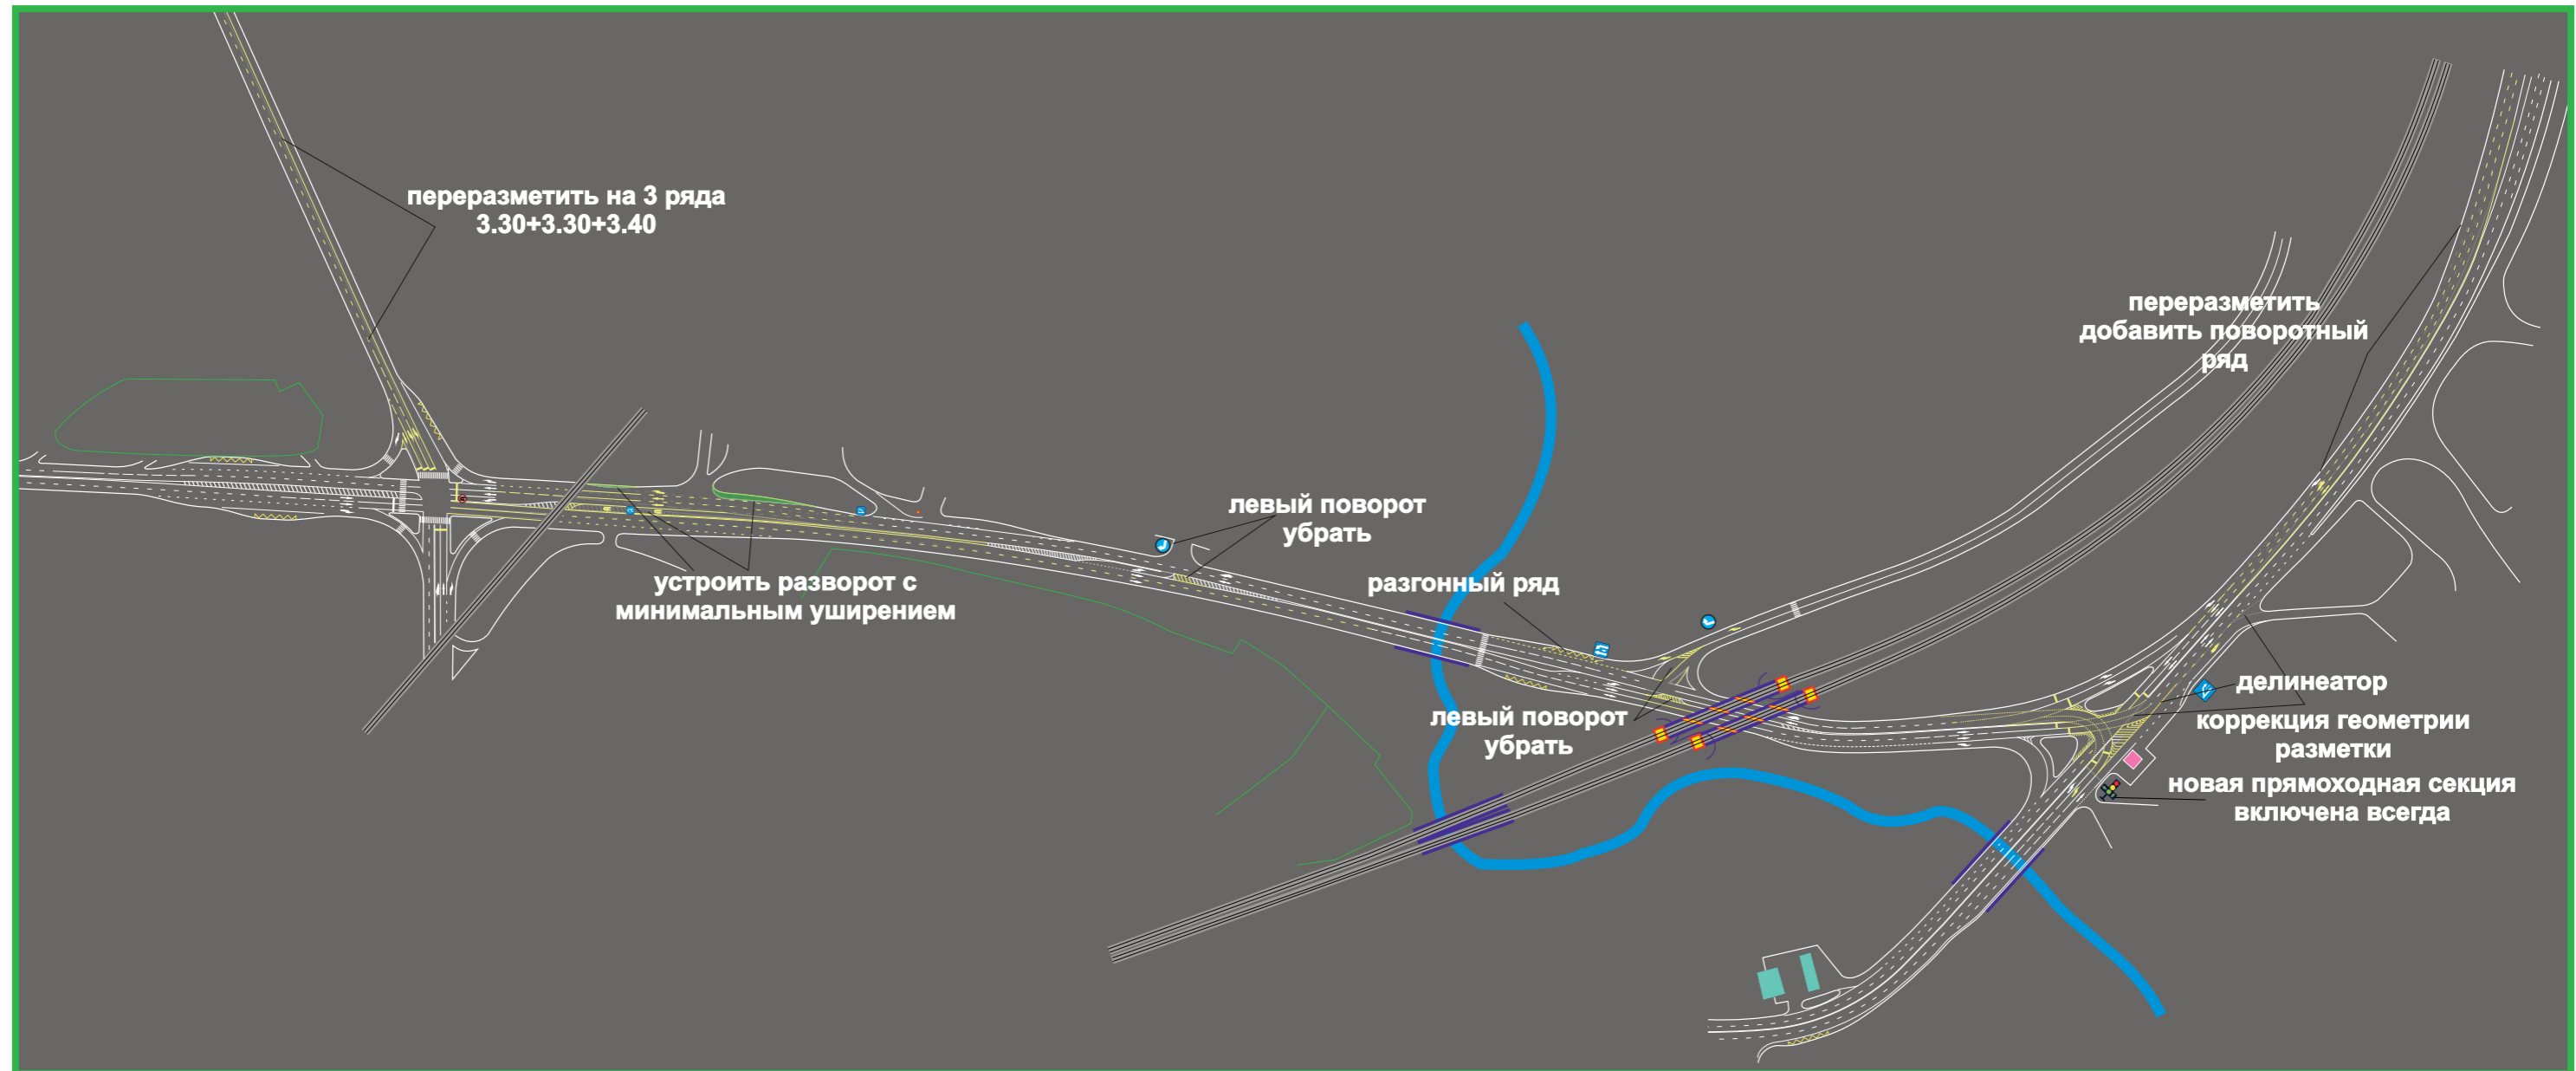 переразметить на 3 ряда
3.30+3.30+3.40
переразметить
добавить поворотный
ряд
левый поворот
убрать
устроить разворот с
минимальным уширением
разгонный ряд
левый поворот
убрать
делинеатор
коррекция геометрии
разметки
новая прямоходная секция
включена всегда